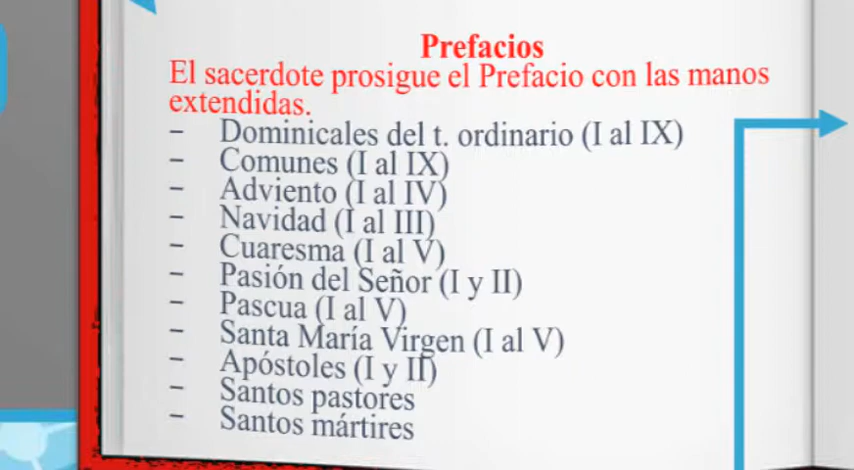 Prefacios
El sacerdote prosigue el Prefacio con las manos
extendidas.
– Dominicales del t. ordinario (I al IX)
– Comunes (I al IX)
– Adviento (I al IV)
– Navidad (I al III)
– Cuaresma (I al V)
– Pasión del Señor (I y II)
– Pascua (I al V)
– Santa María Virgen (I al V)
– Apóstoles (I y II)
– Santos pastores
– Santos mártires